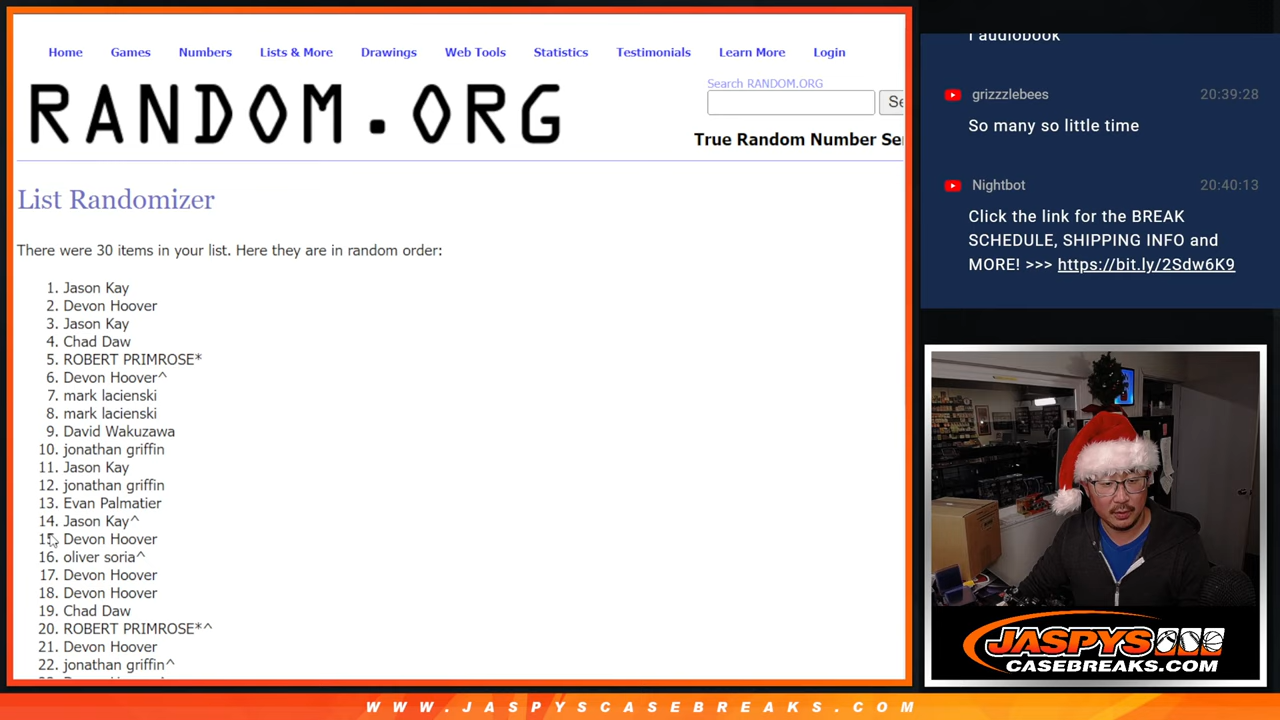 Home Games Numbers Lists & More Drawings Web Tools Statistics Testimonials Learn More Login
RANDOM.ORG
Search RANDOM.ORG
Se
True Random Number Se
List Randomizer
There were 30 items in your list. Here they are in random order:
1. Jason Kay
2. Devon Hoover
3. Jason Kay
4. Chad Daw
5. ROBERT PRIMROSE*
6. Devon Hoover^
7. mark lacienski
8. mark lacienski
9. David Wakuzawa
10. jonathan griffin
11. Jason Kay
12. jonathan griffin
13. Evan Palmatier
14. Jason Kay^
15. Devon Hoover
16. oliver soria^
17. Devon Hoover
18. Devon Hoover
19. Chad Daw
20. ROBERT PRIMROSE*^
21. Devon Hoover
22. jonathan griffin^
I audiobook
grizzzlebees 20:39:28
So many so little time
Nightbot 20:40:13
Click the link for the BREAK
SCHEDULE, SHIPPING INFO and
MORE! >>> https://bit.ly/2Sdw6K9
JASPYS
CASEBREAKS.COM
WWW.JASPYSCASEBREAKS.COM